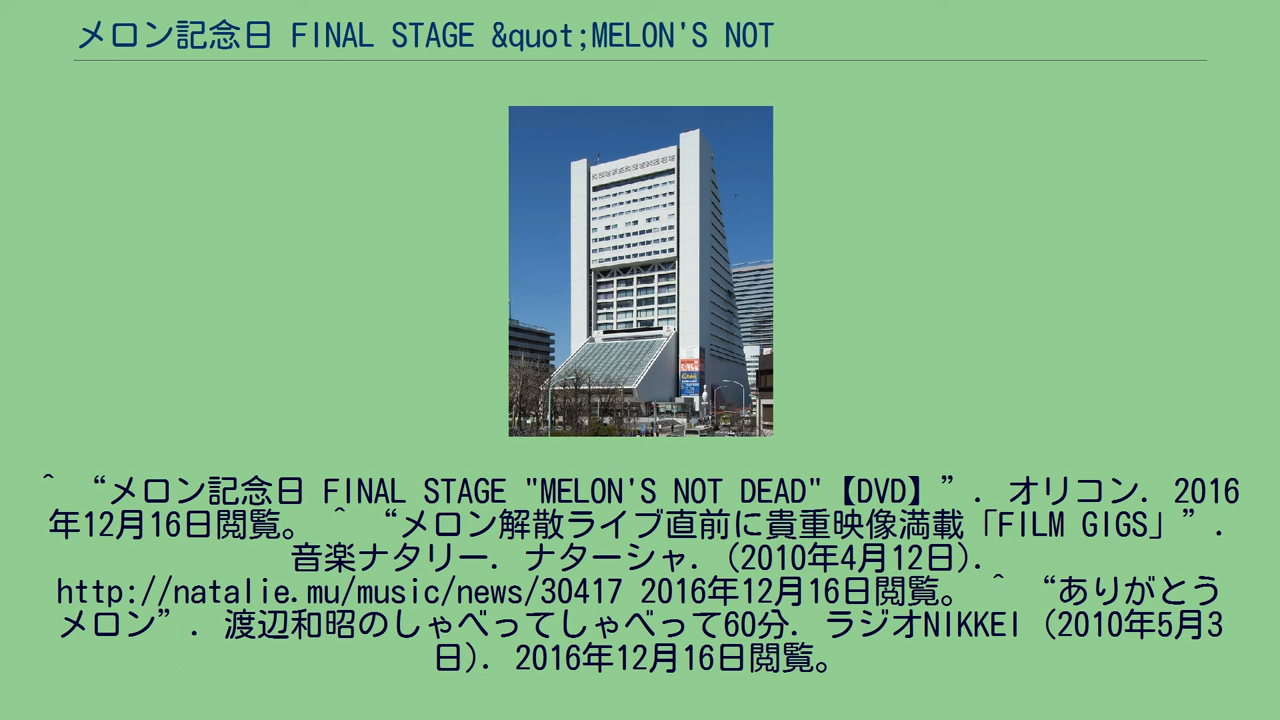 メロン記念日 FINAL STAGE &quot;MELON'S NOT
^ “メロン記念日 FINAL STAGE "MELON'S NOT DEAD"【DVD】”. オリコン. 2016
年12月16日閲覧。 ^ “メロン解散ライブ直前に貴重映像満載「FILM GIGS」”.
音楽ナタリー. ナターシャ. (2010年4月12日).
http://natalie.mu/music/news/30417 2016年12月16日閲覧。 ^ “ありがとう
メロン”. 渡辺和昭のしゃべってしゃべって60分. ラジオNIKKEI (2010年5月3
日). 2016年12月16日閲覧。